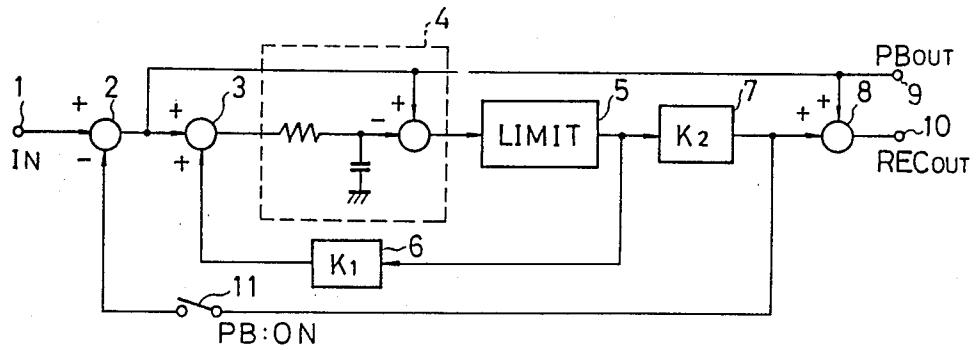 4
PBOUT
1
+
2
+
3
+
-
5
7
+
+
8
9
IN
-
+
LIMIT
K2
10
RECOUT
6
K1
11
PB:ON